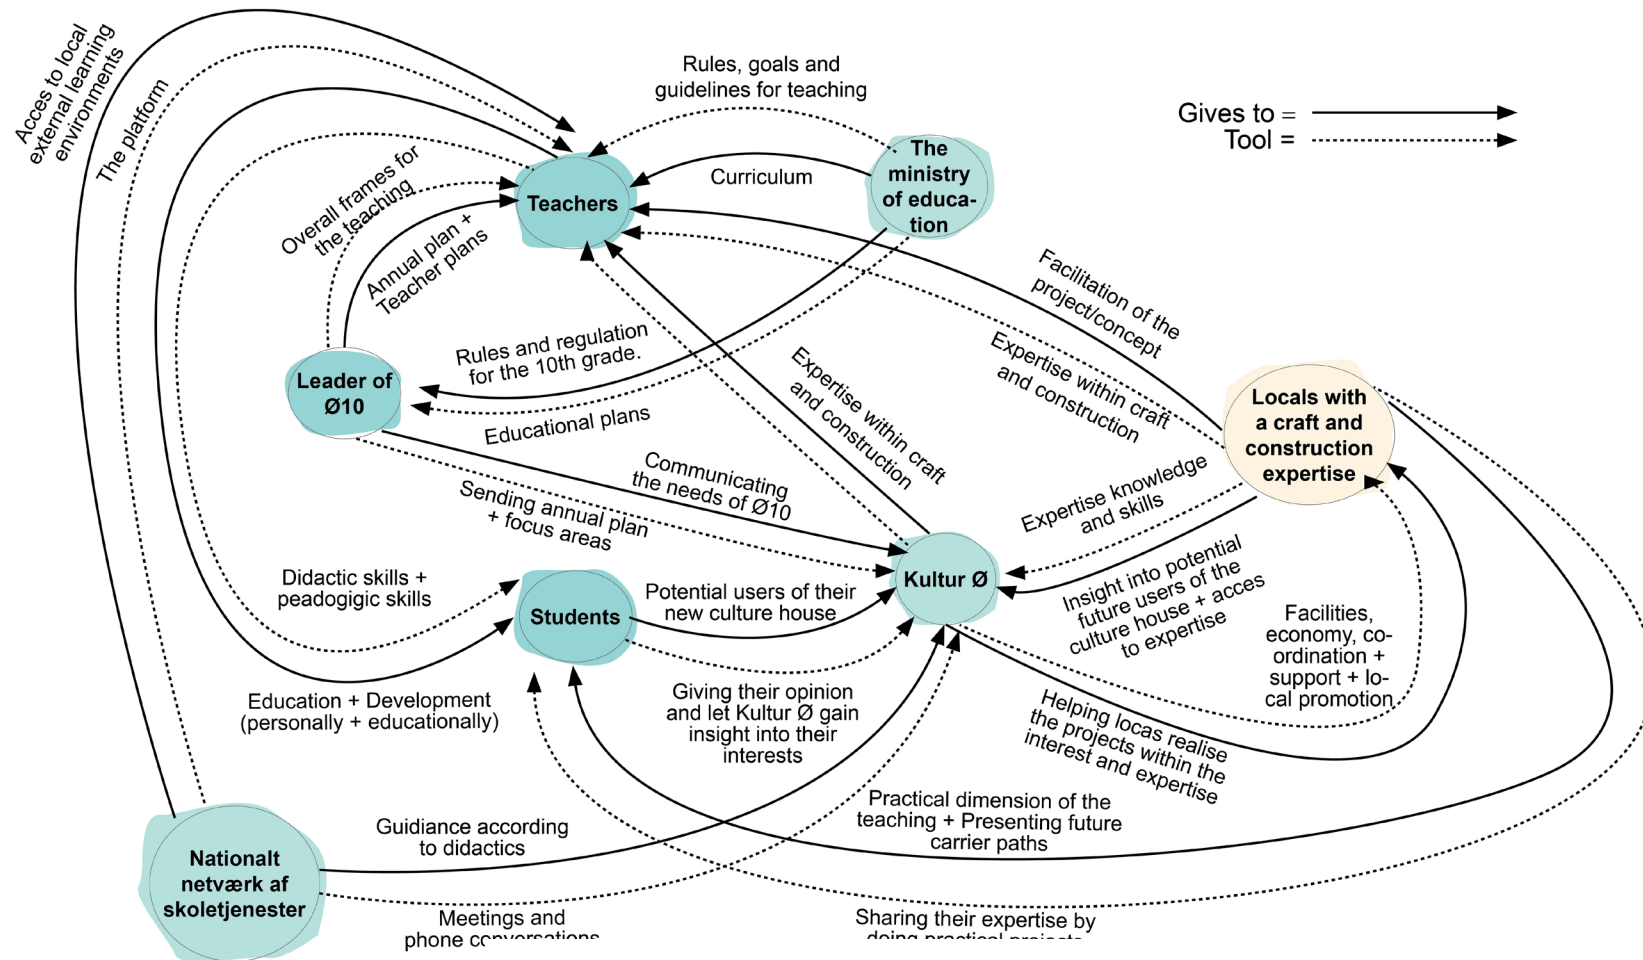 Acces to local
external learning
environments
The platform
Rules, goals and
guidelines for teaching
Gives to =
Tool =
The
ministry
of educa-
tion
Curriculum
Teachers
Overall frames for
the teaching
Annual plan +
Teacher plans
Facilitation of the
project/concept
Expertise within craft
and construction
Rules and regulation
for the 10th grade.
Expertise within craft
and construction
Leader of
Ø10
Educational plans
Locals with
a craft and
construction
expertise
Communicating
the needs of Ø10
Sending annual plan
+ focus areas
Expertise knowledge
and skills
Kultur Ø
Insight into potential
future users of the
culture house + acces
to expertise
Didactic skills +
peadogigic skills
Students
Potential users of their
new culture house
Facilities,
economy, co-
ordination +
support + lo-
cal promotion
Education + Development
(personally + educationally)
Giving their opinion
and let Kultur Ø gain
insight into their
interests
Helping locas realise
the projects within the
interest and expertise
Practical dimension of the
teaching + Presenting future
carrier paths
Guidiance according
to didactics
Nationalt
netværk af
skoletjenester
Meetings and
phone conversations
Sharing their expertise by
doing practical projects